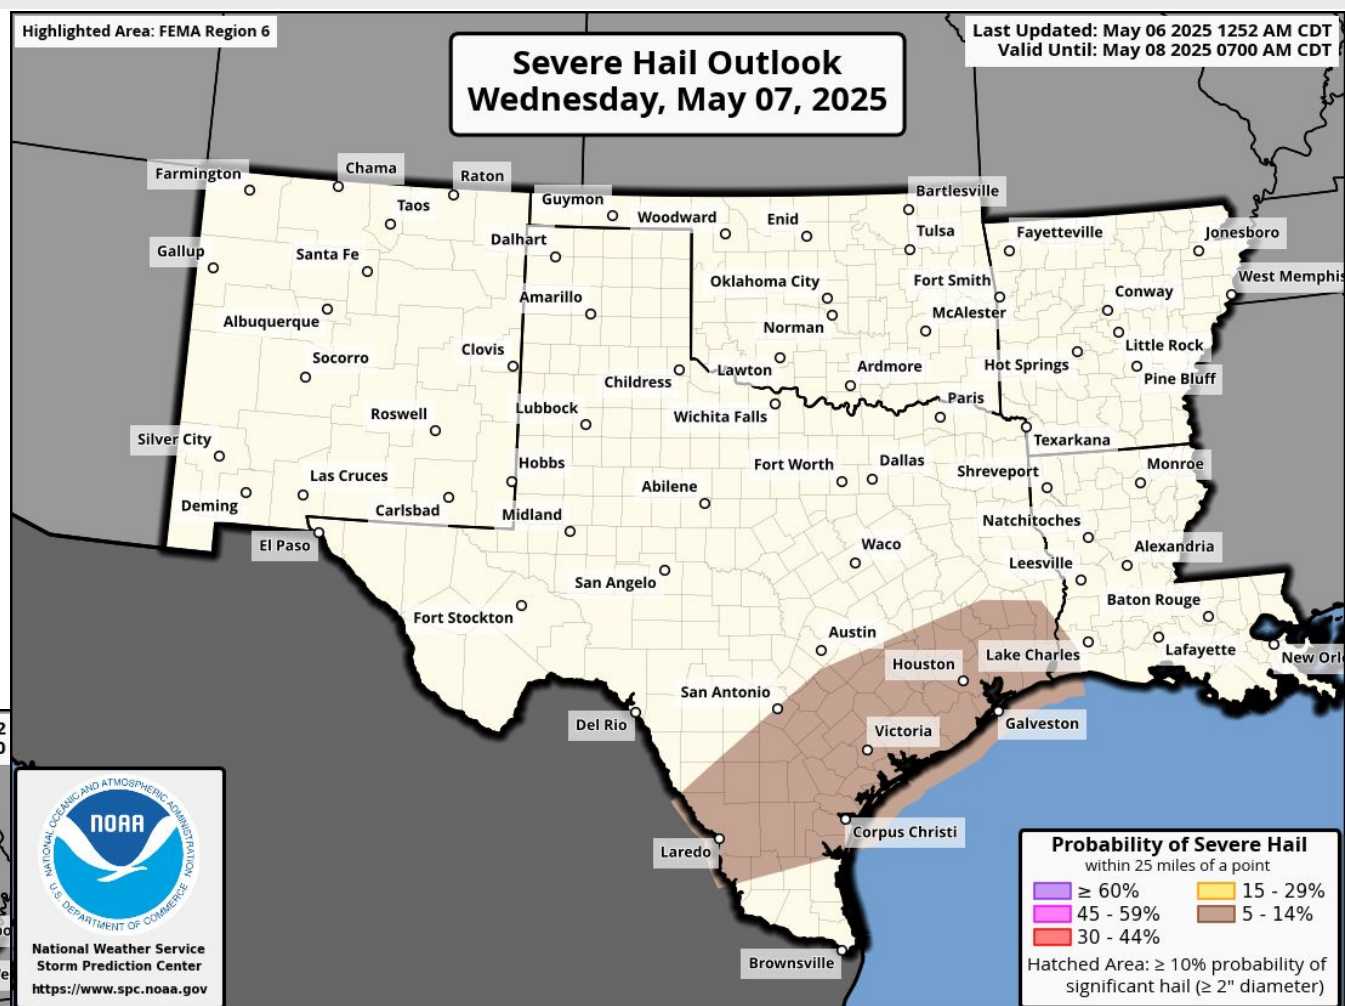 Highlighted Area: FEMA Region 6
Last Updated: May 06 2025 1252 AM CDT
Valid Until: May 08 2025 0700 AM CDT
Severe Hail Outlook
Wednesday, May 07, 2025
Farmington
Chama
Raton
Taos
Guymon
Woodward
Enid
Bartlesville
Tulsa
Fayetteville
Jonesboro
Gallup
Santa Fe
Dalhart
Oklahoma City
Fort Smith
West Memphis
Albuquerque
Amarillo
Norman
McAlester
Conway
Little Rock
Socorro
Clovis
Childress
Lawton
Ardmore
Hot Springs
Pine Bluff
Roswell
Lubbock
Wichita Falls
Paris
Silver City
Texarkana
Las Cruces
Hobbs
Abilene
Fort Worth
Dallas
Shreveport
Monroe
Deming
Carlsbad
Midland
Natchitoches
El Paso
San Angelo
Waco
Leesville
Alexandria
Fort Stockton
Baton Rouge
Austin
Houston
Lake Charles
Lafayette
New Orl
San Antonio
Del Rio
Victoria
Galveston
Laredo
Corpus Christi
Brownsville
2
0
NATIONAL OCEANIC AND ATMOSPHERIC ADMINISTRATION
NOAA
U.S. DEPARTMENT OF COMMERCE
National Weather Service
Storm Prediction Center
https://www.spc.noaa.gov
Probability of Severe Hail
within 25 miles of a point
≥ 60%
15 - 29%
45 - 59%
5 - 14%
30 - 44%
Hatched Area: ≥ 10% probability of
significant hail (≥ 2" diameter)